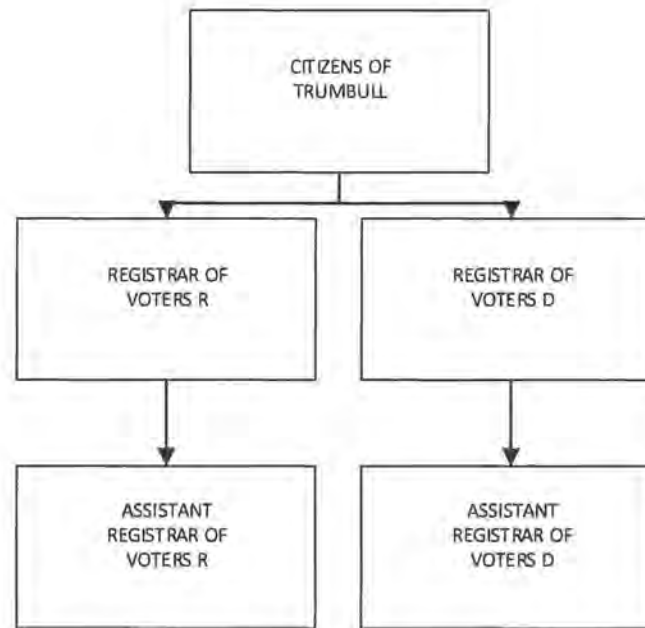 CITIZENS OF
TRUMBULL
REGISTRAR OF
VOTERS R
REGISTRAR OF
VOTERS D
ASSISTANT
REGISTRAR OF
VOTERS R
ASSISTANT
REGISTRAR OF
VOTERS D